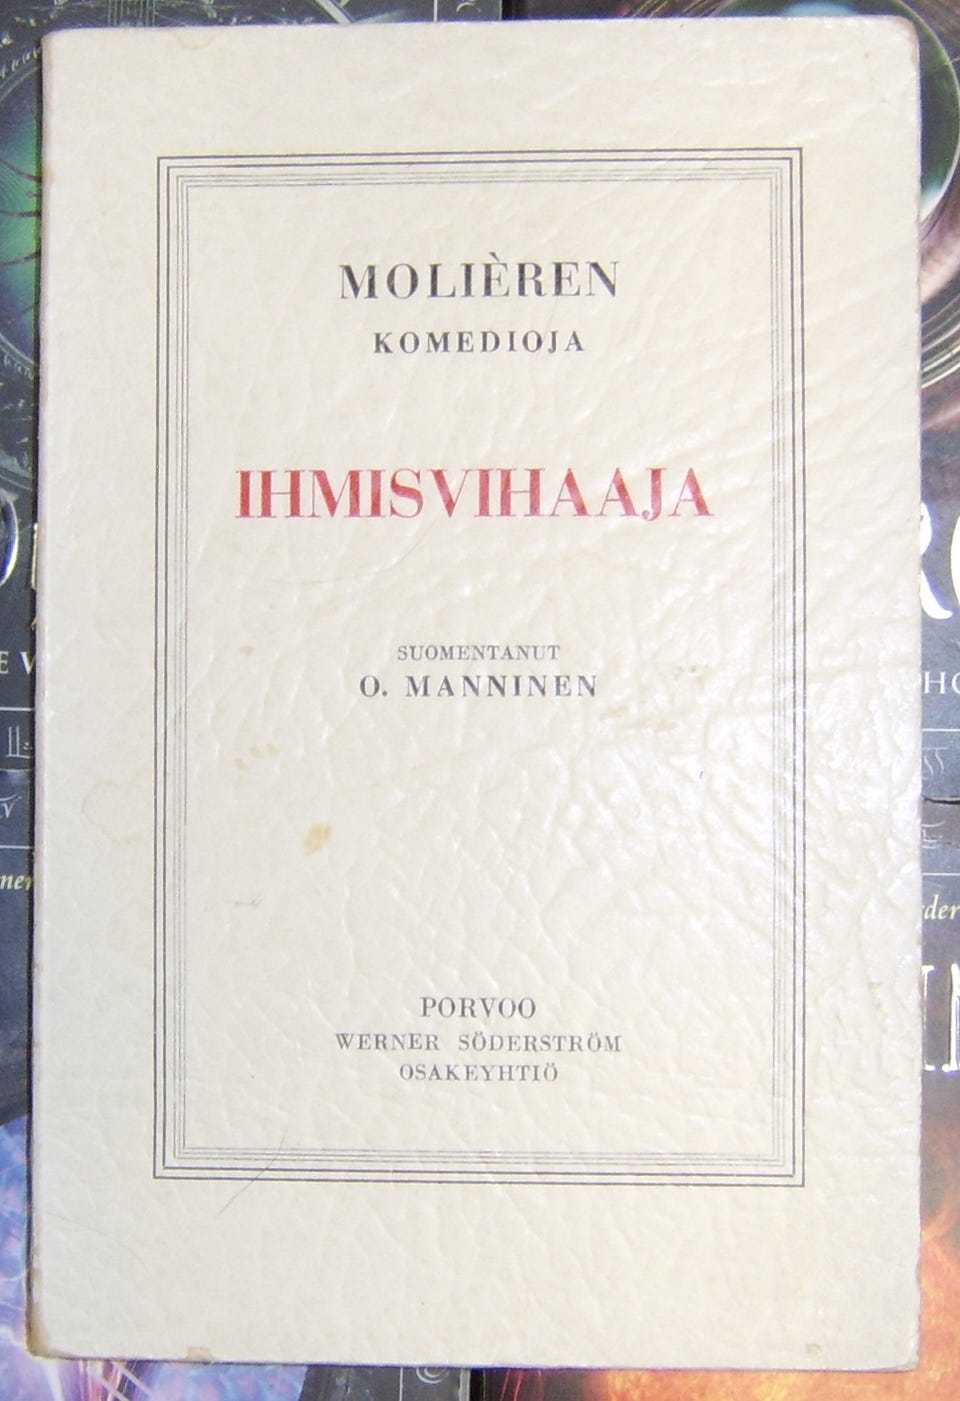 MOLIÈREN
KOMEDIOJA
IHMISVIHAAJA
SUOMENTANUT
O. MANNINEN
PORVOO
WERNER SÖDERSTRÖM
OSAKEYHTIÖ